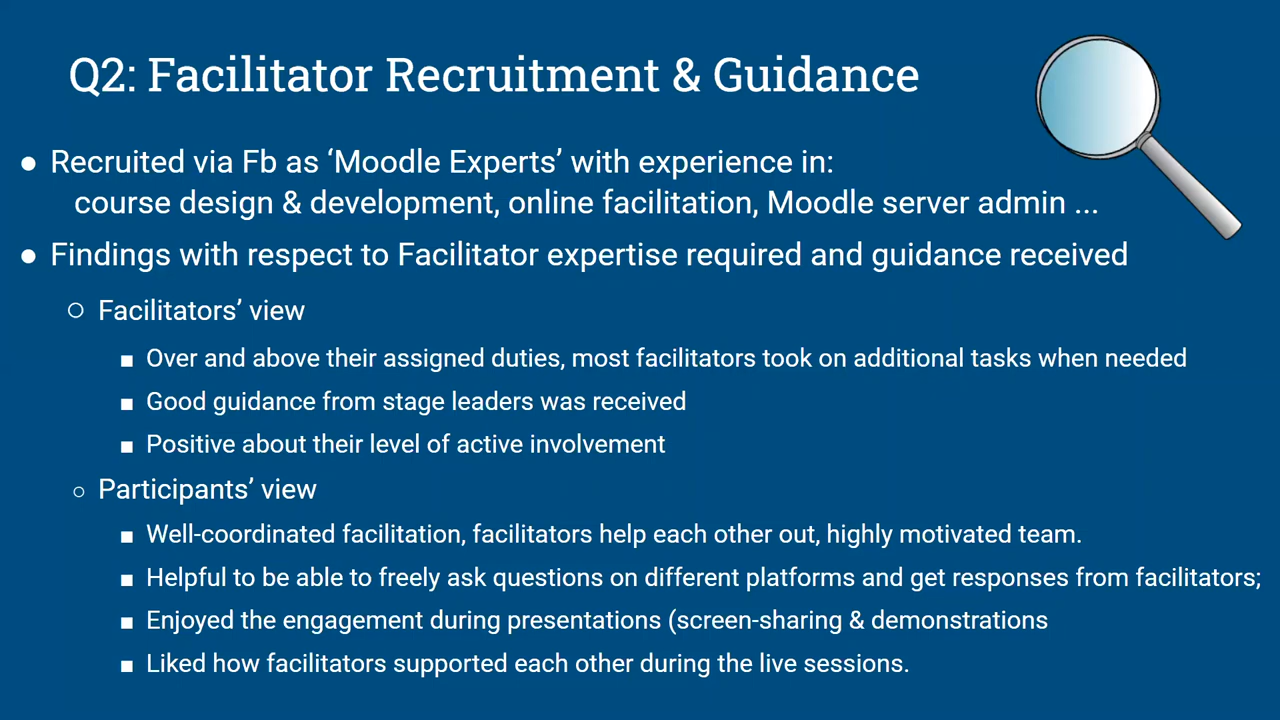 Q2: Facilitator Recruitment & Guidance
● Recruited via Fb as ‘Moodle Experts’ with experience in:
course design & development, online facilitation, Moodle server admin ...
● Findings with respect to Facilitator expertise required and guidance received
○ Facilitators’ view
■ Over and above their assigned duties, most facilitators took on additional tasks when needed
■ Good guidance from stage leaders was received
■ Positive about their level of active involvement
○ Participants’ view
■ Well-coordinated facilitation, facilitators help each other out, highly motivated team.
■ Helpful to be able to freely ask questions on different platforms and get responses from facilitators;
■ Enjoyed the engagement during presentations (screen-sharing & demonstrations
■ Liked how facilitators supported each other during the live sessions.